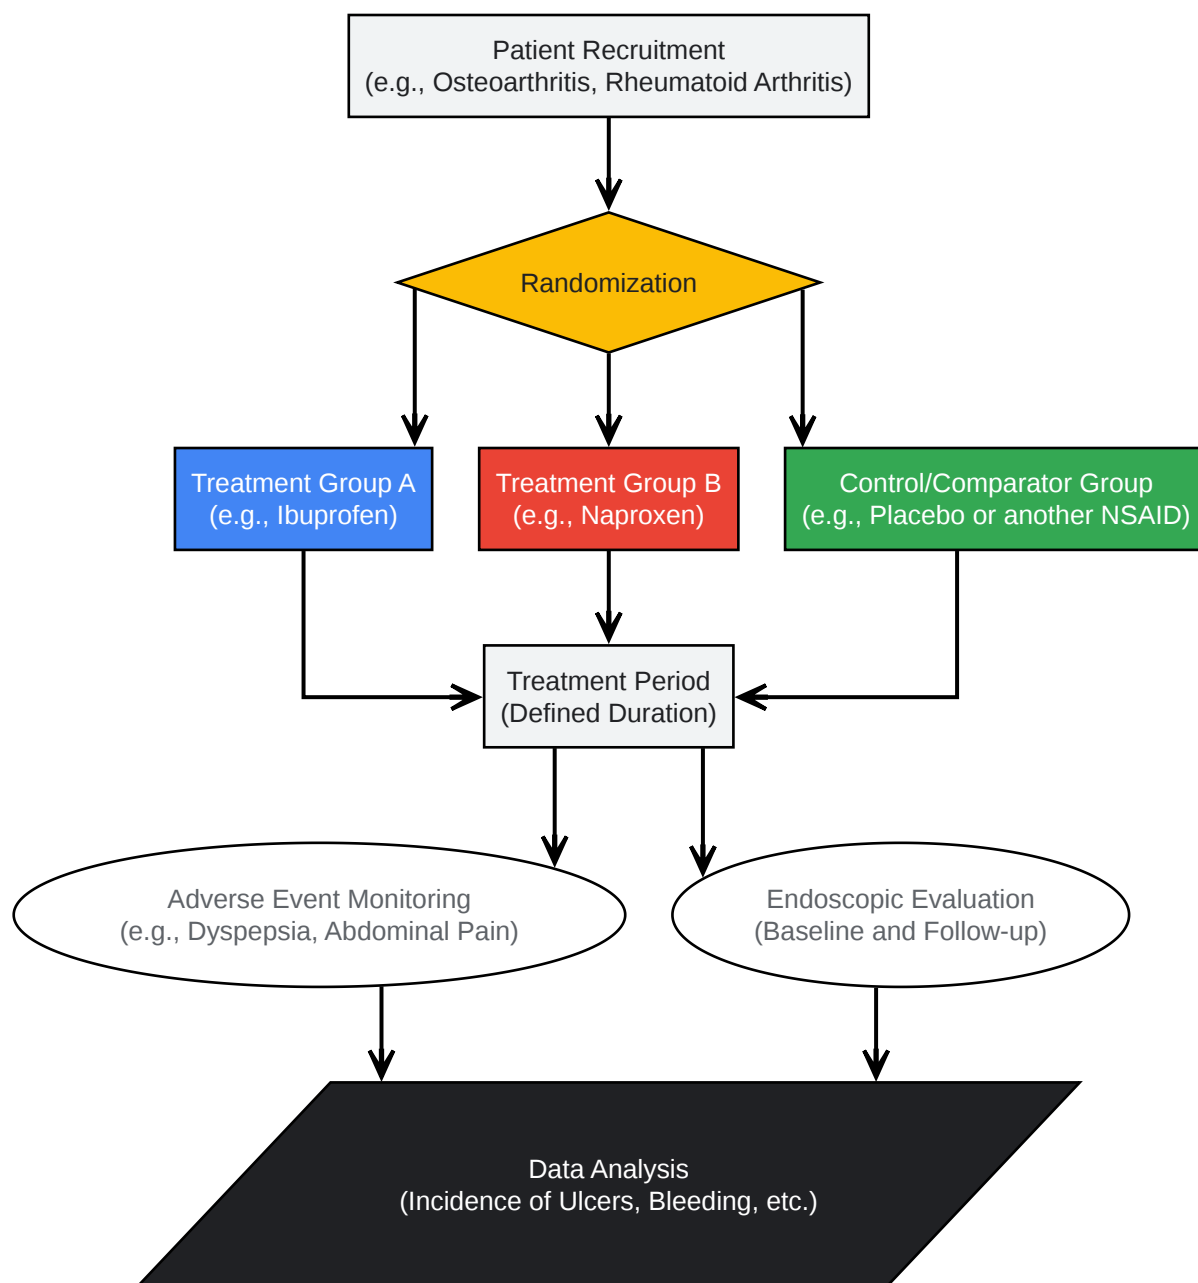 Patient Recruitment
(e.g., Osteoarthritis, Rheumatoid Arthritis)
Randomization
Treatment Group A
(e.g., Ibuprofen)
Treatment Group B
(e.g., Naproxen)
Control/Comparator Group
(e.g., Placebo or another NSAID)
Treatment Period
(Defined Duration)
Adverse Event Monitoring
(e.g., Dyspepsia, Abdominal Pain)
Endoscopic Evaluation
(Baseline and Follow-up)
Data Analysis
(Incidence of Ulcers, Bleeding, etc.)